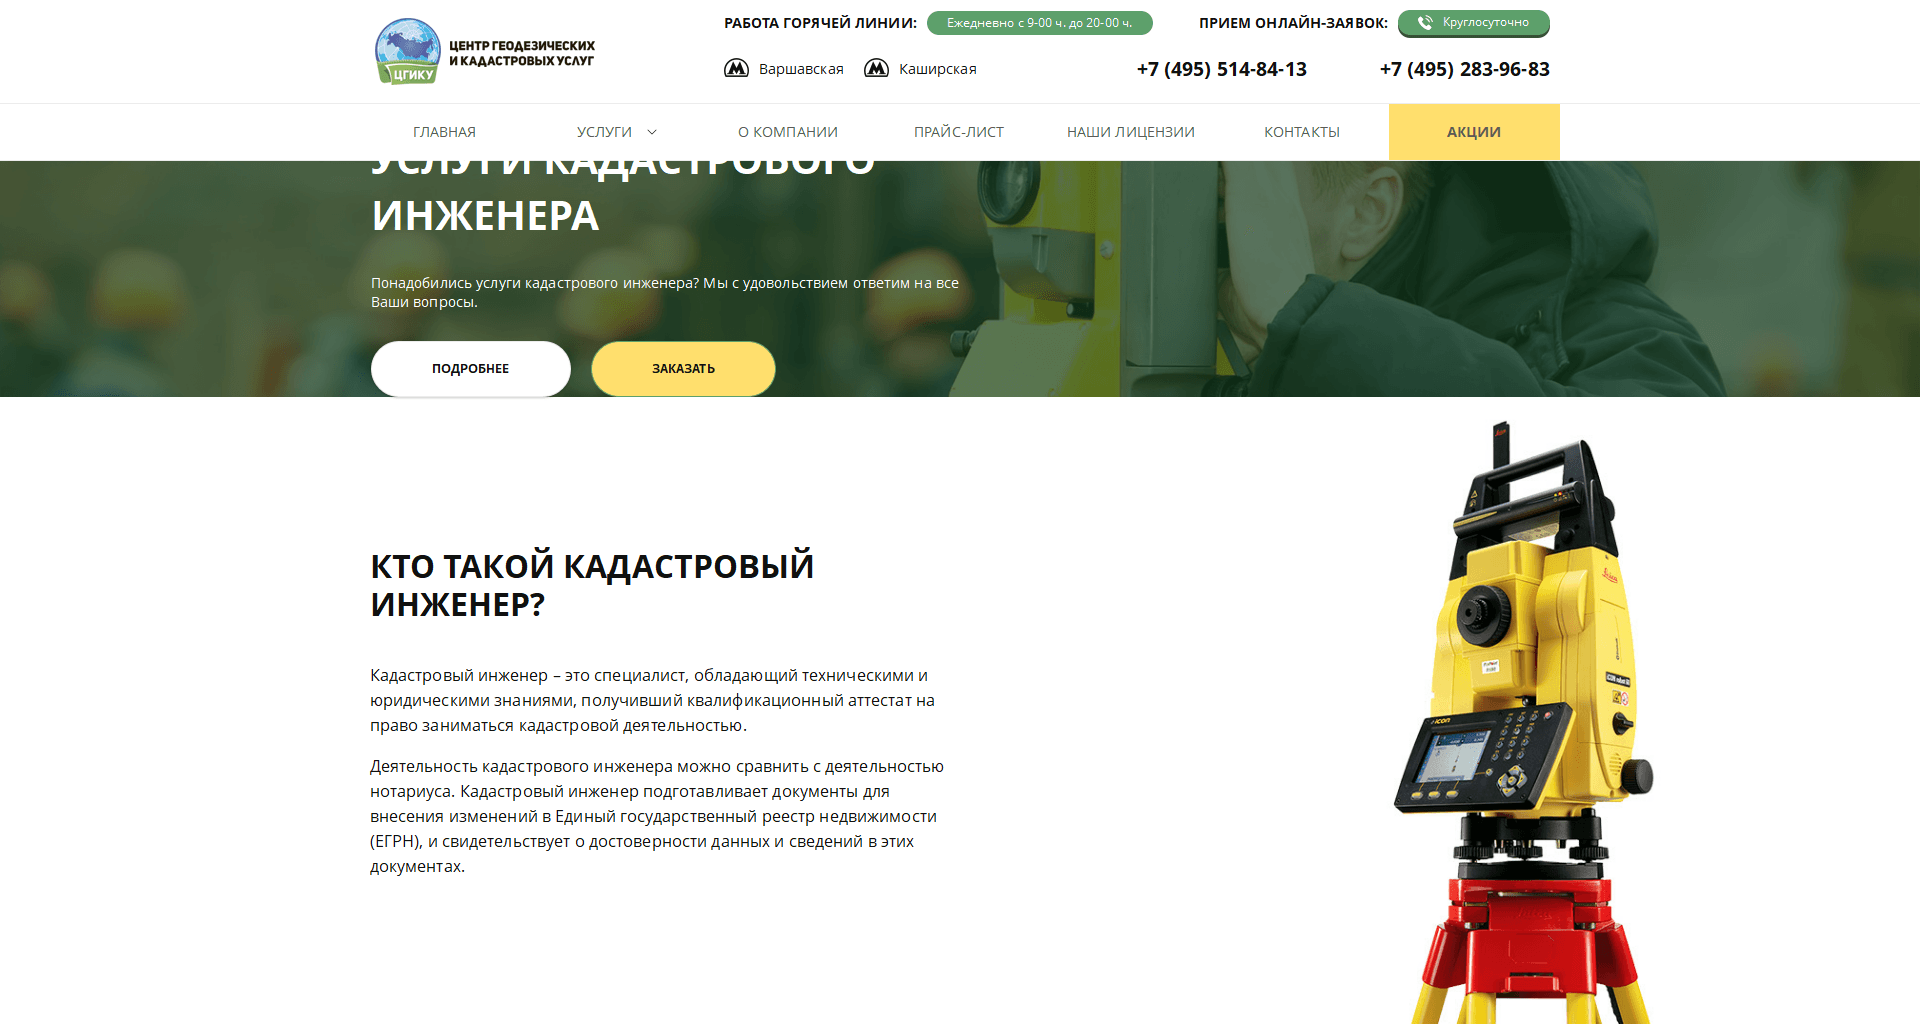 ЦЕНТР ГЕОДЕЗИЧЕСКИХ
И КАДАСТРОВЫХ УСЛУГ
ЦГИКУ
РАБОТА ГОРЯЧЕЙ ЛИНИИ:
Ежедневно с 9-00 ч. до 20-00 ч.
ПРИЕМ ОНЛАЙН-ЗАЯВОК:
Круглосуточно
Варшавская
Каширская
+7 (495) 514-84-13
+7 (495) 283-96-83
ГЛАВНАЯ
УСЛУГИ
О КОМПАНИИ
ПРАЙС-ЛИСТ
НАШИ ЛИЦЕНЗИИ
КОНТАКТЫ
АКЦИИ
УСЛУГИ КАДАСТРОВОГО
ИНЖЕНЕРА
Понадобились услуги кадастрового инженера? Мы с удовольствием ответим на все
Ваши вопросы.
ПОДРОБНЕЕ
ЗАКАЗАТЬ
КТО ТАКОЙ КАДАСТРОВЫЙ
ИНЖЕНЕР?
Кадастровый инженер – это специалист, обладающий техническими и
юридическими знаниями, получивший квалификационный аттестат на
право заниматься кадастровой деятельностью.
Деятельность кадастрового инженера можно сравнить с деятельностью
нотариуса. Кадастровый инженер подготавливает документы для
внесения изменений в Единый государственный реестр недвижимости
(ЕГРН), и свидетельствует о достоверности данных и сведений в этих
документах.
Leica
iCON